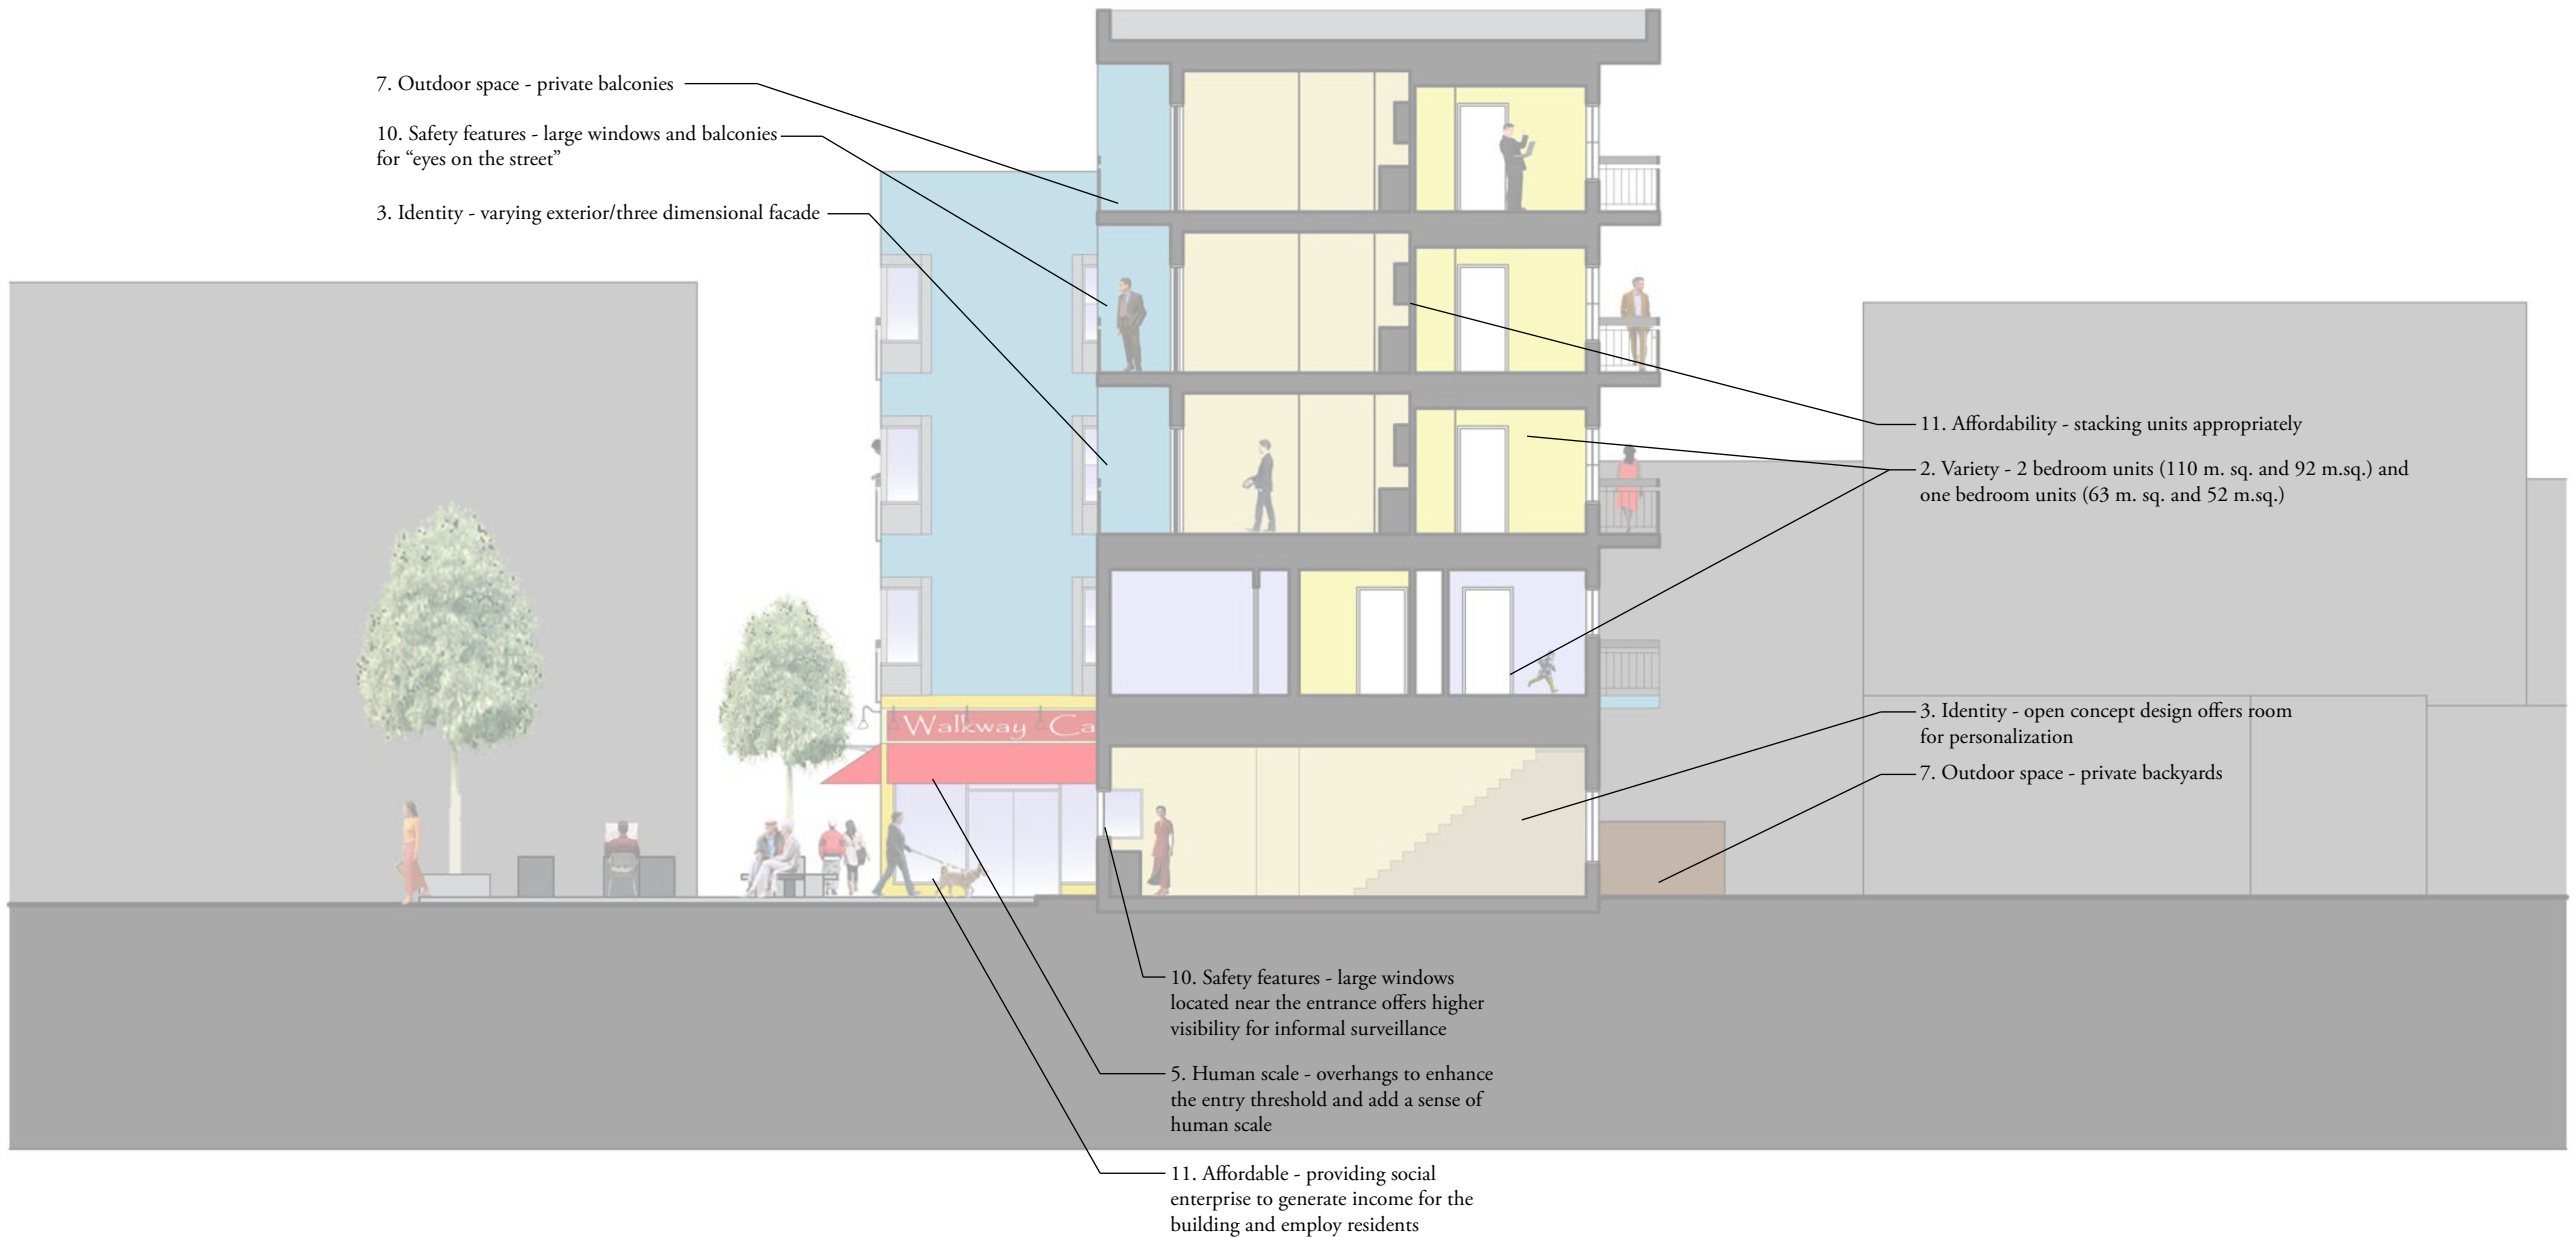 7. Outdoor space - private balconies
10. Safety features - large windows and balconies
for “eyes on the street”
3. Identity - varying exterior/three dimensional facade
11. Affordability - stacking units appropriately
2. Variety - 2 bedroom units (110 m. sq. and 92 m.sq.) and
one bedroom units (63 m. sq. and 52 m.sq.)
Walkway Ca
3. Identity - open concept design offers room
for personalization
7. Outdoor space - private backyards
10. Safety features - large windows
located near the entrance offers higher
visibility for informal surveillance
5. Human scale - overhangs to enhance
the entry threshold and add a sense of
human scale
11. Affordable - providing social
enterprise to generate income for the
building and employ residents